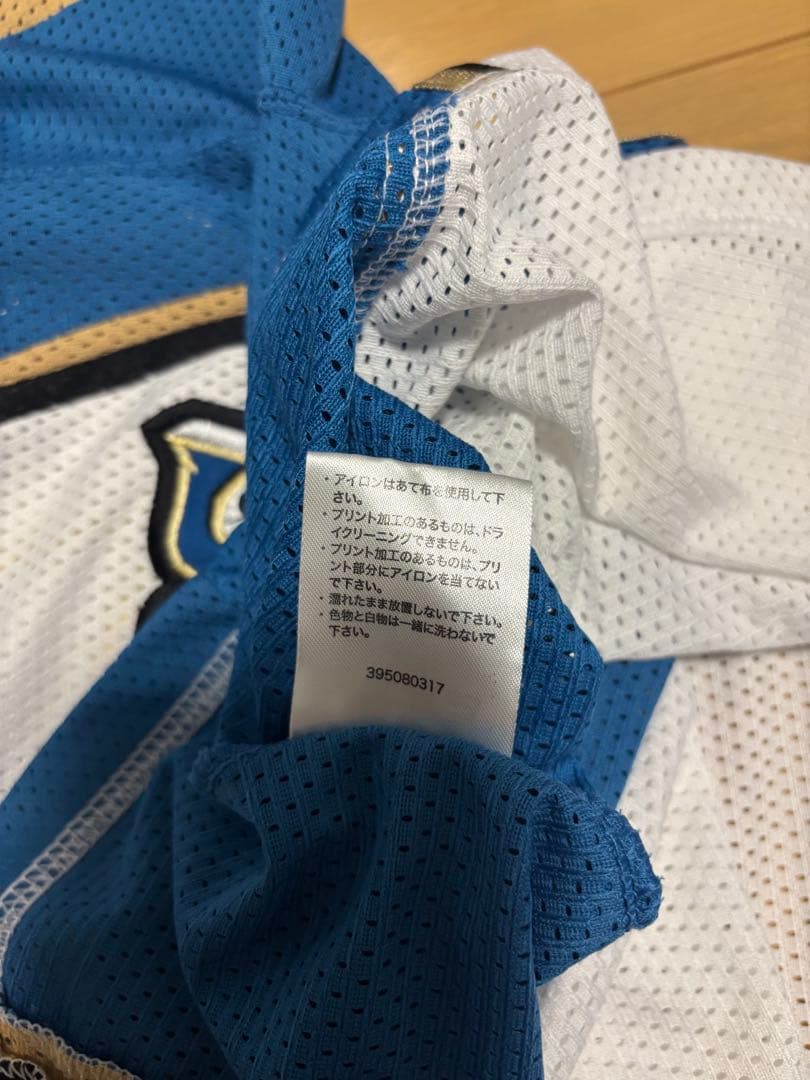 ・アイロンはあて布を使用して下
さい。
・プリント加工のあるものは、ドラ
イクリーニングできません。
・プリント加工のあるものは、プリ
ント部分にアイロンを当てない
で下さい。
・濡れたまま放置しないで下さい。
・色物と白物は一緒に洗わないで
下さい。
395080317